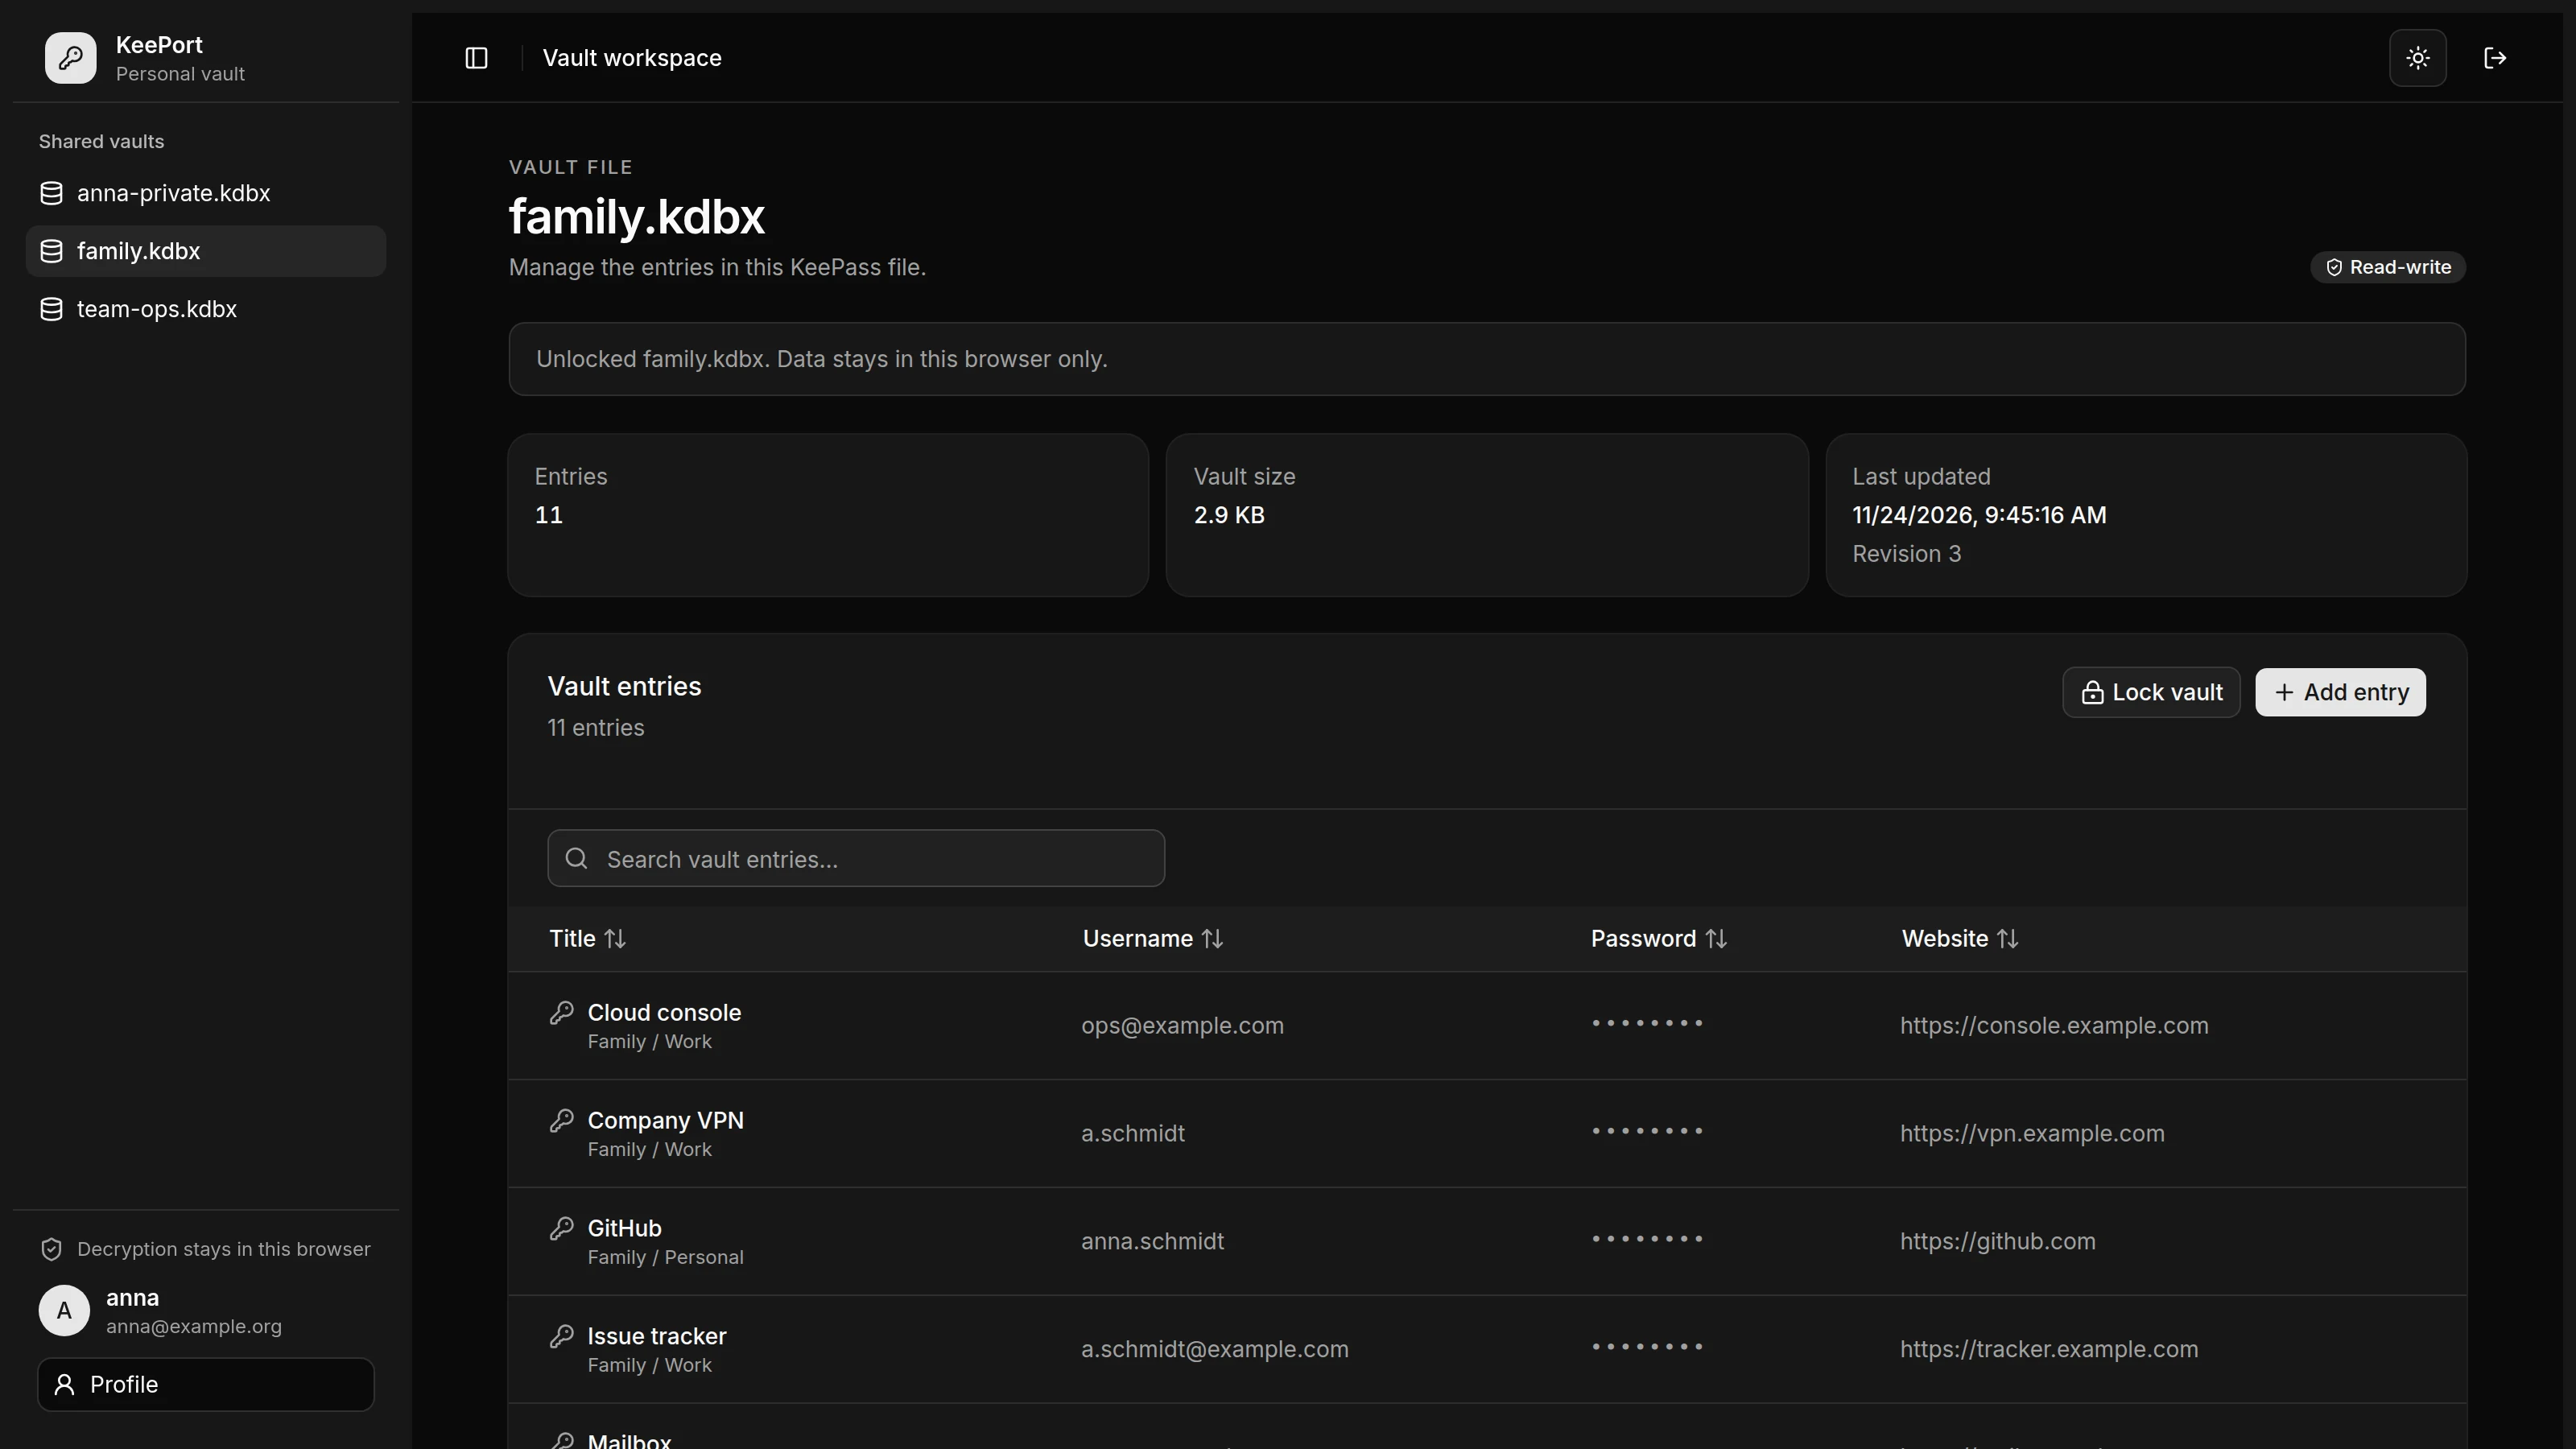 KeePort
Personal vault
Shared vaults
anna-private.kdbx
family.kdbx
team-ops.kdbx
Decryption stays in this browser
A
anna
anna@example.org
Profile
Vault workspace
VAULT FILE
family.kdbx
Manage the entries in this KeePass file.
Read-write
Unlocked family.kdbx. Data stays in this browser only.
Entries
11
Vault size
2.9 KB
Last updated
11/24/2026, 9:45:16 AM
Revision 3
Vault entries
11 entries
Lock vault
Add entry
Search vault entries...
Title Username Password Website
Cloud console
Family / Work
ops@example.com •••••••• https://console.example.com
Company VPN
Family / Work
a.schmidt •••••••• https://vpn.example.com
GitHub
Family / Personal
anna.schmidt •••••••• https://github.com
Issue tracker
Family / Work
a.schmidt@example.com •••••••• https://tracker.example.com
Mailbox